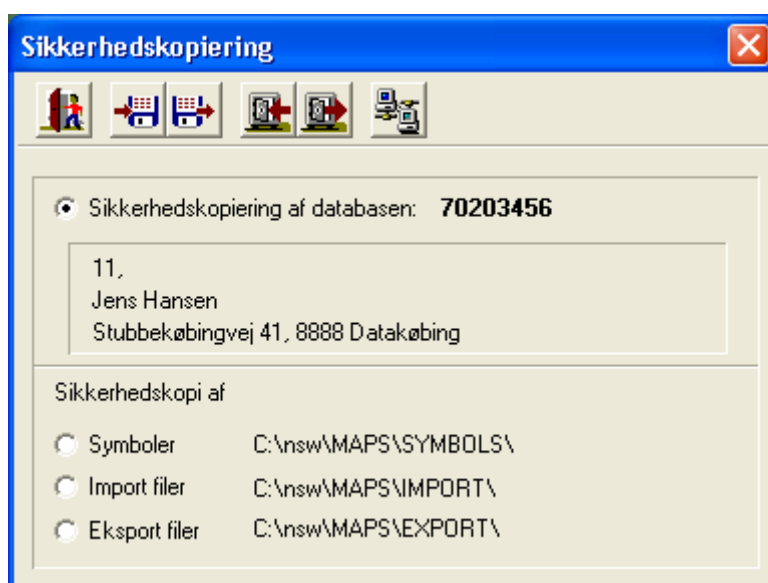 Sikkerhedskopiering
Sikkerhedskopiering af databasen: 70203456
11,
Jens Hansen
Stubbekøbingvej 41, 8888 Datakøbing
Sikkerhedskopi af
Symboler C:\nsw\MAPS\SYMBOLS\
Import filer C:\nsw\MAPS\IMPORT\
Eksport filer C:\nsw\MAPS\EXPORT\